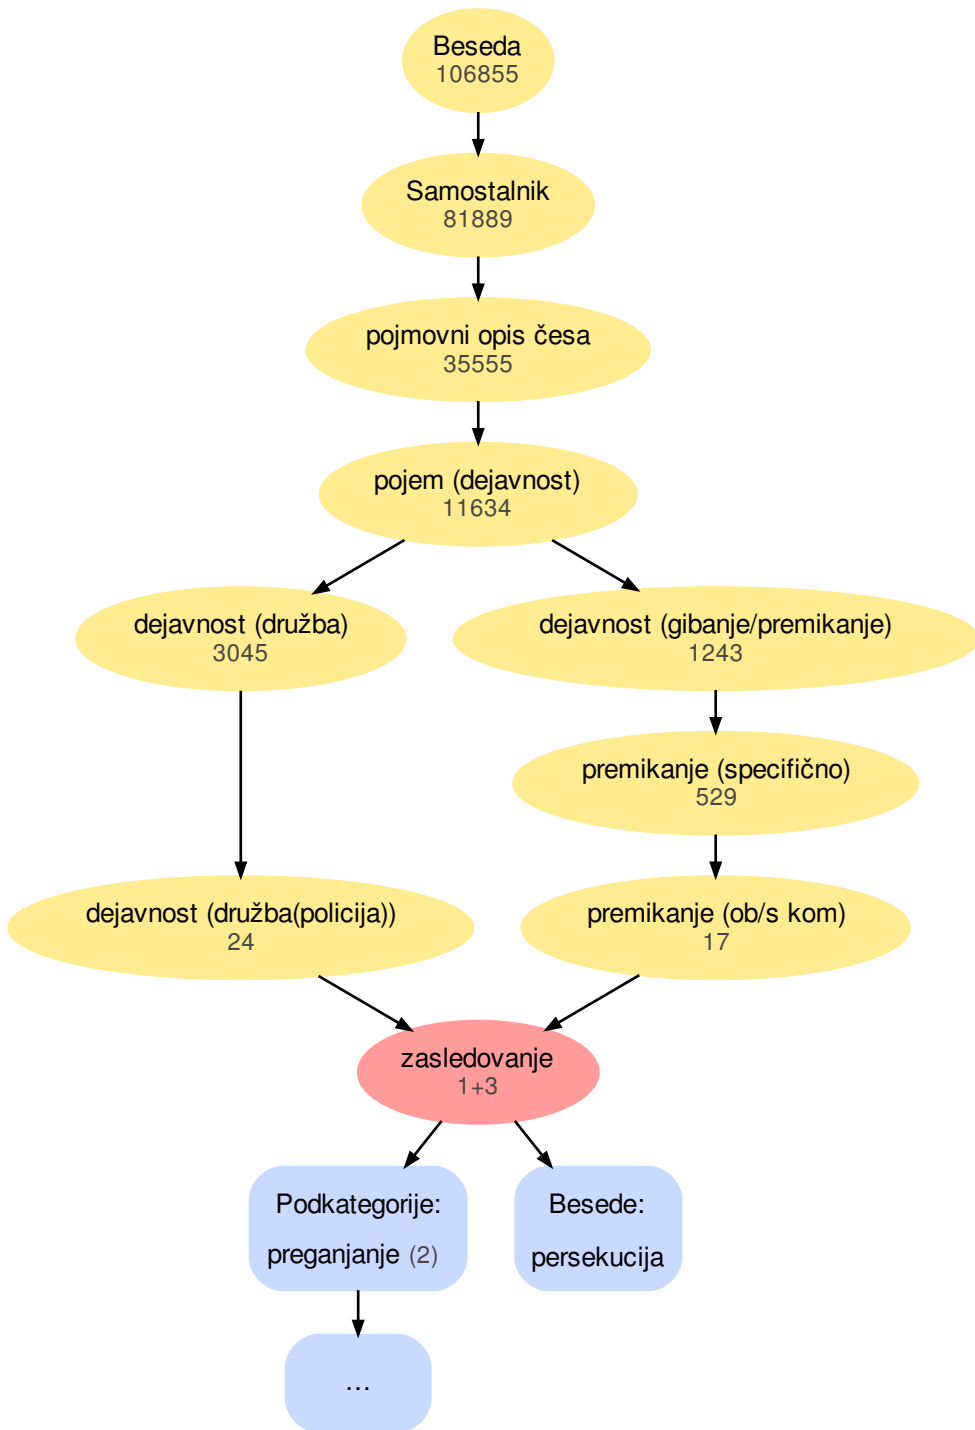 Beseda
106855
Samostalnik
81889
pojmovni opis česa
35555
pojem (dejavnost)
11634
dejavnost (družba)
3045
dejavnost (gibanje/premikanje)
1243
premikanje (specifično)
529
dejavnost (družba(policija))
24
premikanje (ob/s kom)
17
zasledovanje
1+3
Podkategorije:
preganjanje (2)
Besede:
persekucija
...